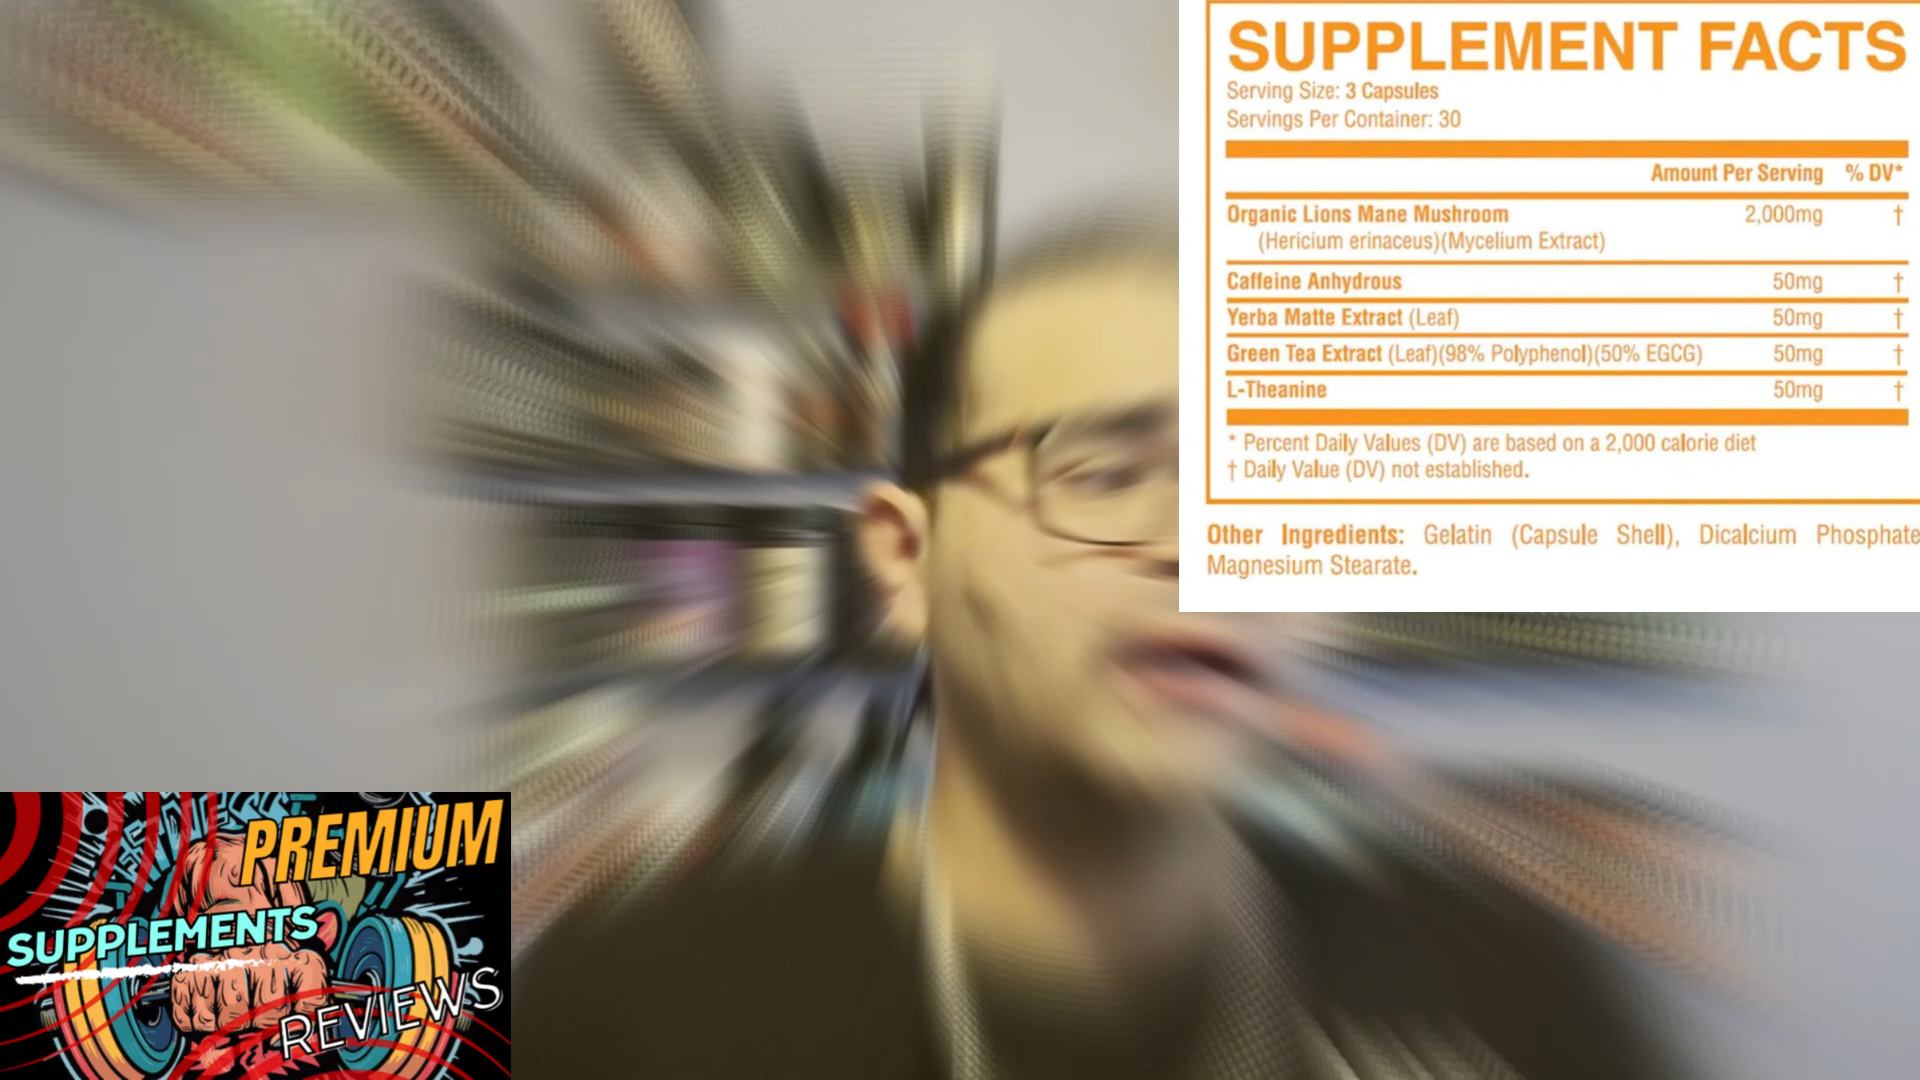 SUPPLEMENT FACTS
Serving Size: 3 Capsules
Servings Per Container: 30
Amount Per Serving % DV*
Organic Lions Mane Mushroom 2,000mg †
(Hericium erinaceus)(Mycelium Extract)
Caffeine Anhydrous 50mg †
Yerba Matte Extract (Leaf) 50mg †
Green Tea Extract (Leaf)(98% Polyphenol)(50% EGCG) 50mg †
L-Theanine 50mg †
* Percent Daily Values (DV) are based on a 2,000 calorie diet
† Daily Value (DV) not established.
Other Ingredients: Gelatin (Capsule Shell), Dicalcium Phosphate
Magnesium Stearate.
PREMIUM
SUPPLEMENTS
REVIEWS